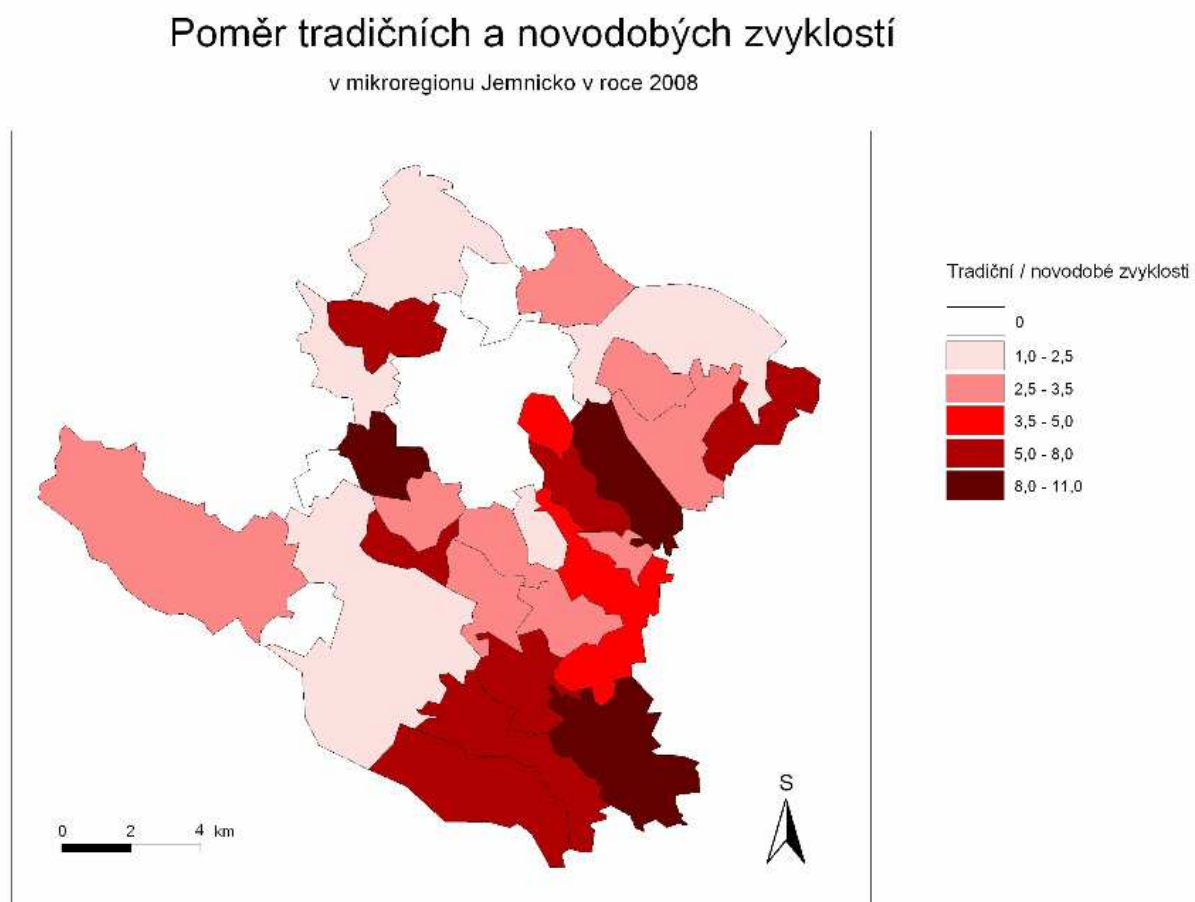 Poměr tradičních a novodobých zvyklostí
v mikroregionu Jemnicko v roce 2008
Tradiční / novodobé zvyklosti
0
1,0 - 2,5
2,5 - 3,5
3,5 - 5,0
5,0 - 8,0
8,0 - 11,0
S
0 2 4 km